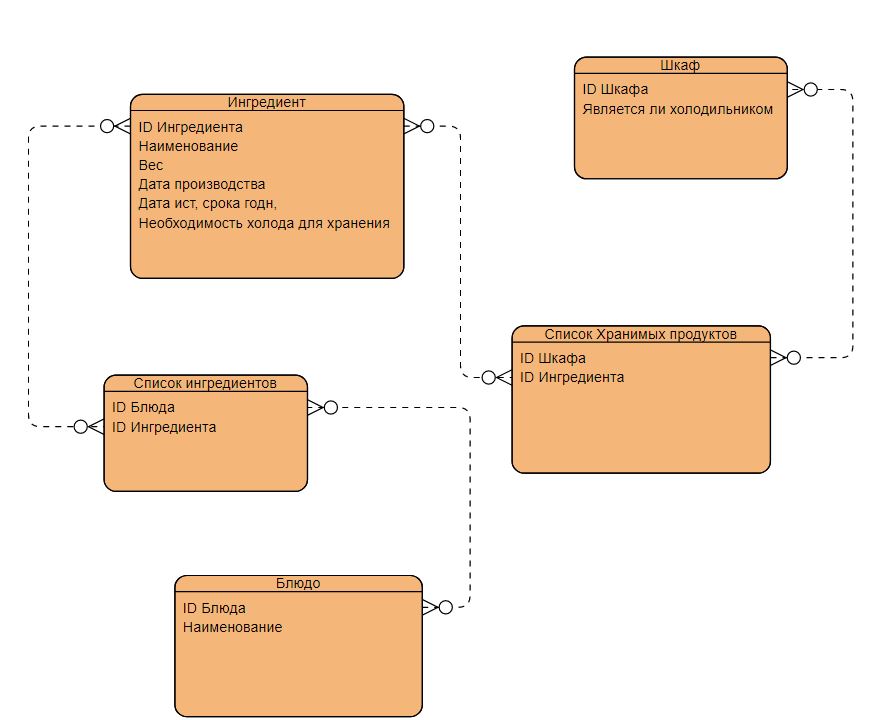 Шкаф
ID Шкафа
Является ли холодильником
Ингредиент
ID Ингредиента
Наименование
Вес
Дата производства
Дата ист, срока годн,
Необходимость холода для хранения
Список Хранимых продуктов
ID Шкафа
ID Ингредиента
Список ингредиентов
ID Блюда
ID Ингредиента
Блюдо
ID Блюда
Наименование